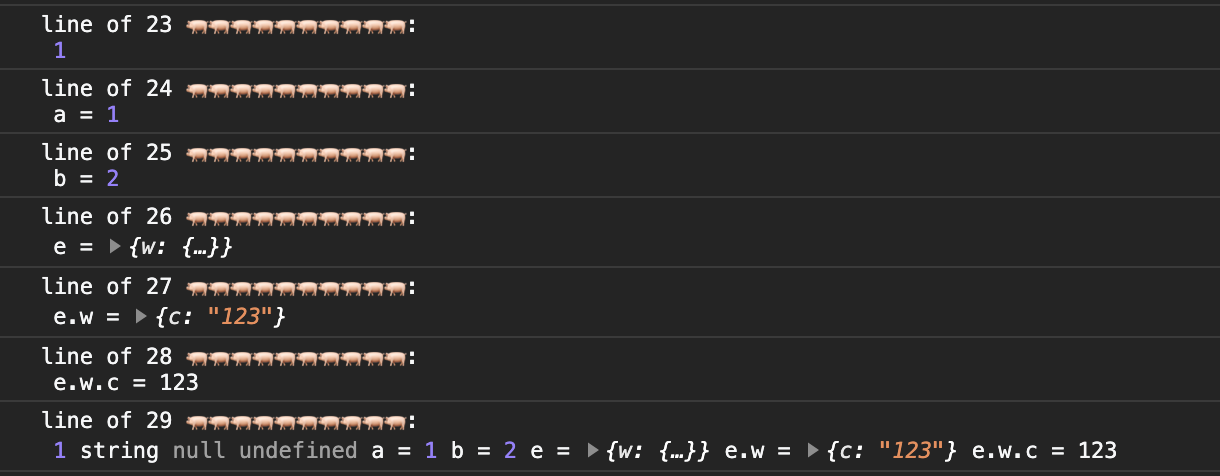 line of 23 🐖🐖🐖🐖🐖🐖🐖🐖🐖🐖:
1
line of 24 🐖🐖🐖🐖🐖🐖🐖🐖🐖🐖:
a = 1
line of 25 🐖🐖🐖🐖🐖🐖🐖🐖🐖🐖:
b = 2
line of 26 🐖🐖🐖🐖🐖🐖🐖🐖🐖🐖:
e = ▶{w: {…}}
line of 27 🐖🐖🐖🐖🐖🐖🐖🐖🐖🐖:
e.w = ▶{c: "123"}
line of 28 🐖🐖🐖🐖🐖🐖🐖🐖🐖🐖:
e.w.c = 123
line of 29 🐖🐖🐖🐖🐖🐖🐖🐖🐖🐖:
1 string null undefined a = 1 b = 2 e = ▶{w: {…}} e.w = ▶{c: "123"} e.w.c = 123